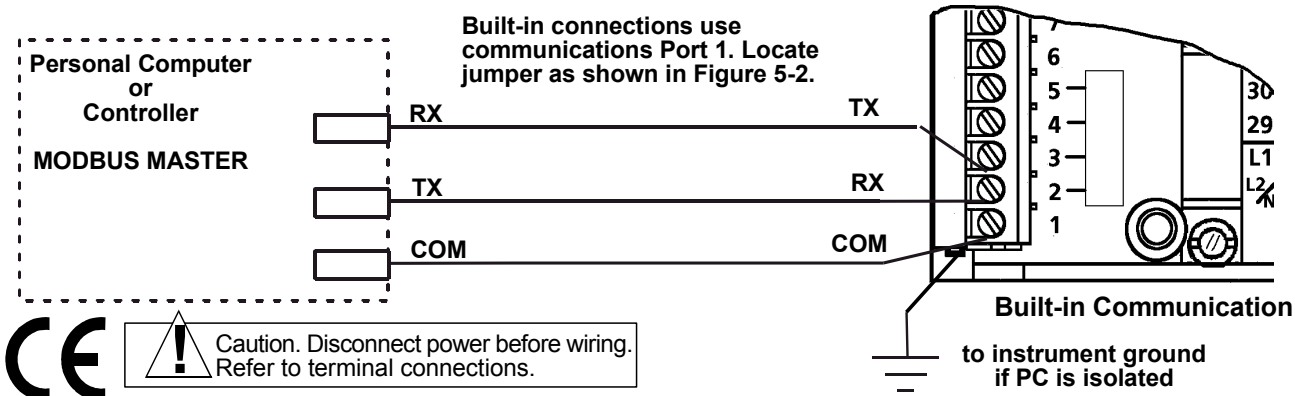 Built-in connections use
communications Port 1. Locate
jumper as shown in Figure 5-2.
Personal Computer
or
Controller
MODBUS MASTER
RX
TX
TX
RX
COM
COM
7
6
5
4
3
2
1
30
29
L1
L2/N
Built-in Communication
to instrument ground
if PC is isolated
CE
! Caution. Disconnect power before wiring.
Refer to terminal connections.